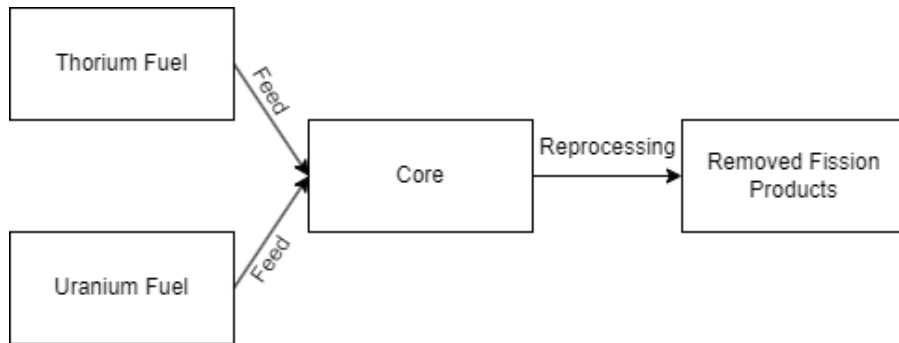 Thorium Fuel
Feed
Core
Reprocessing
Removed Fission
Products
Uranium Fuel
Feed